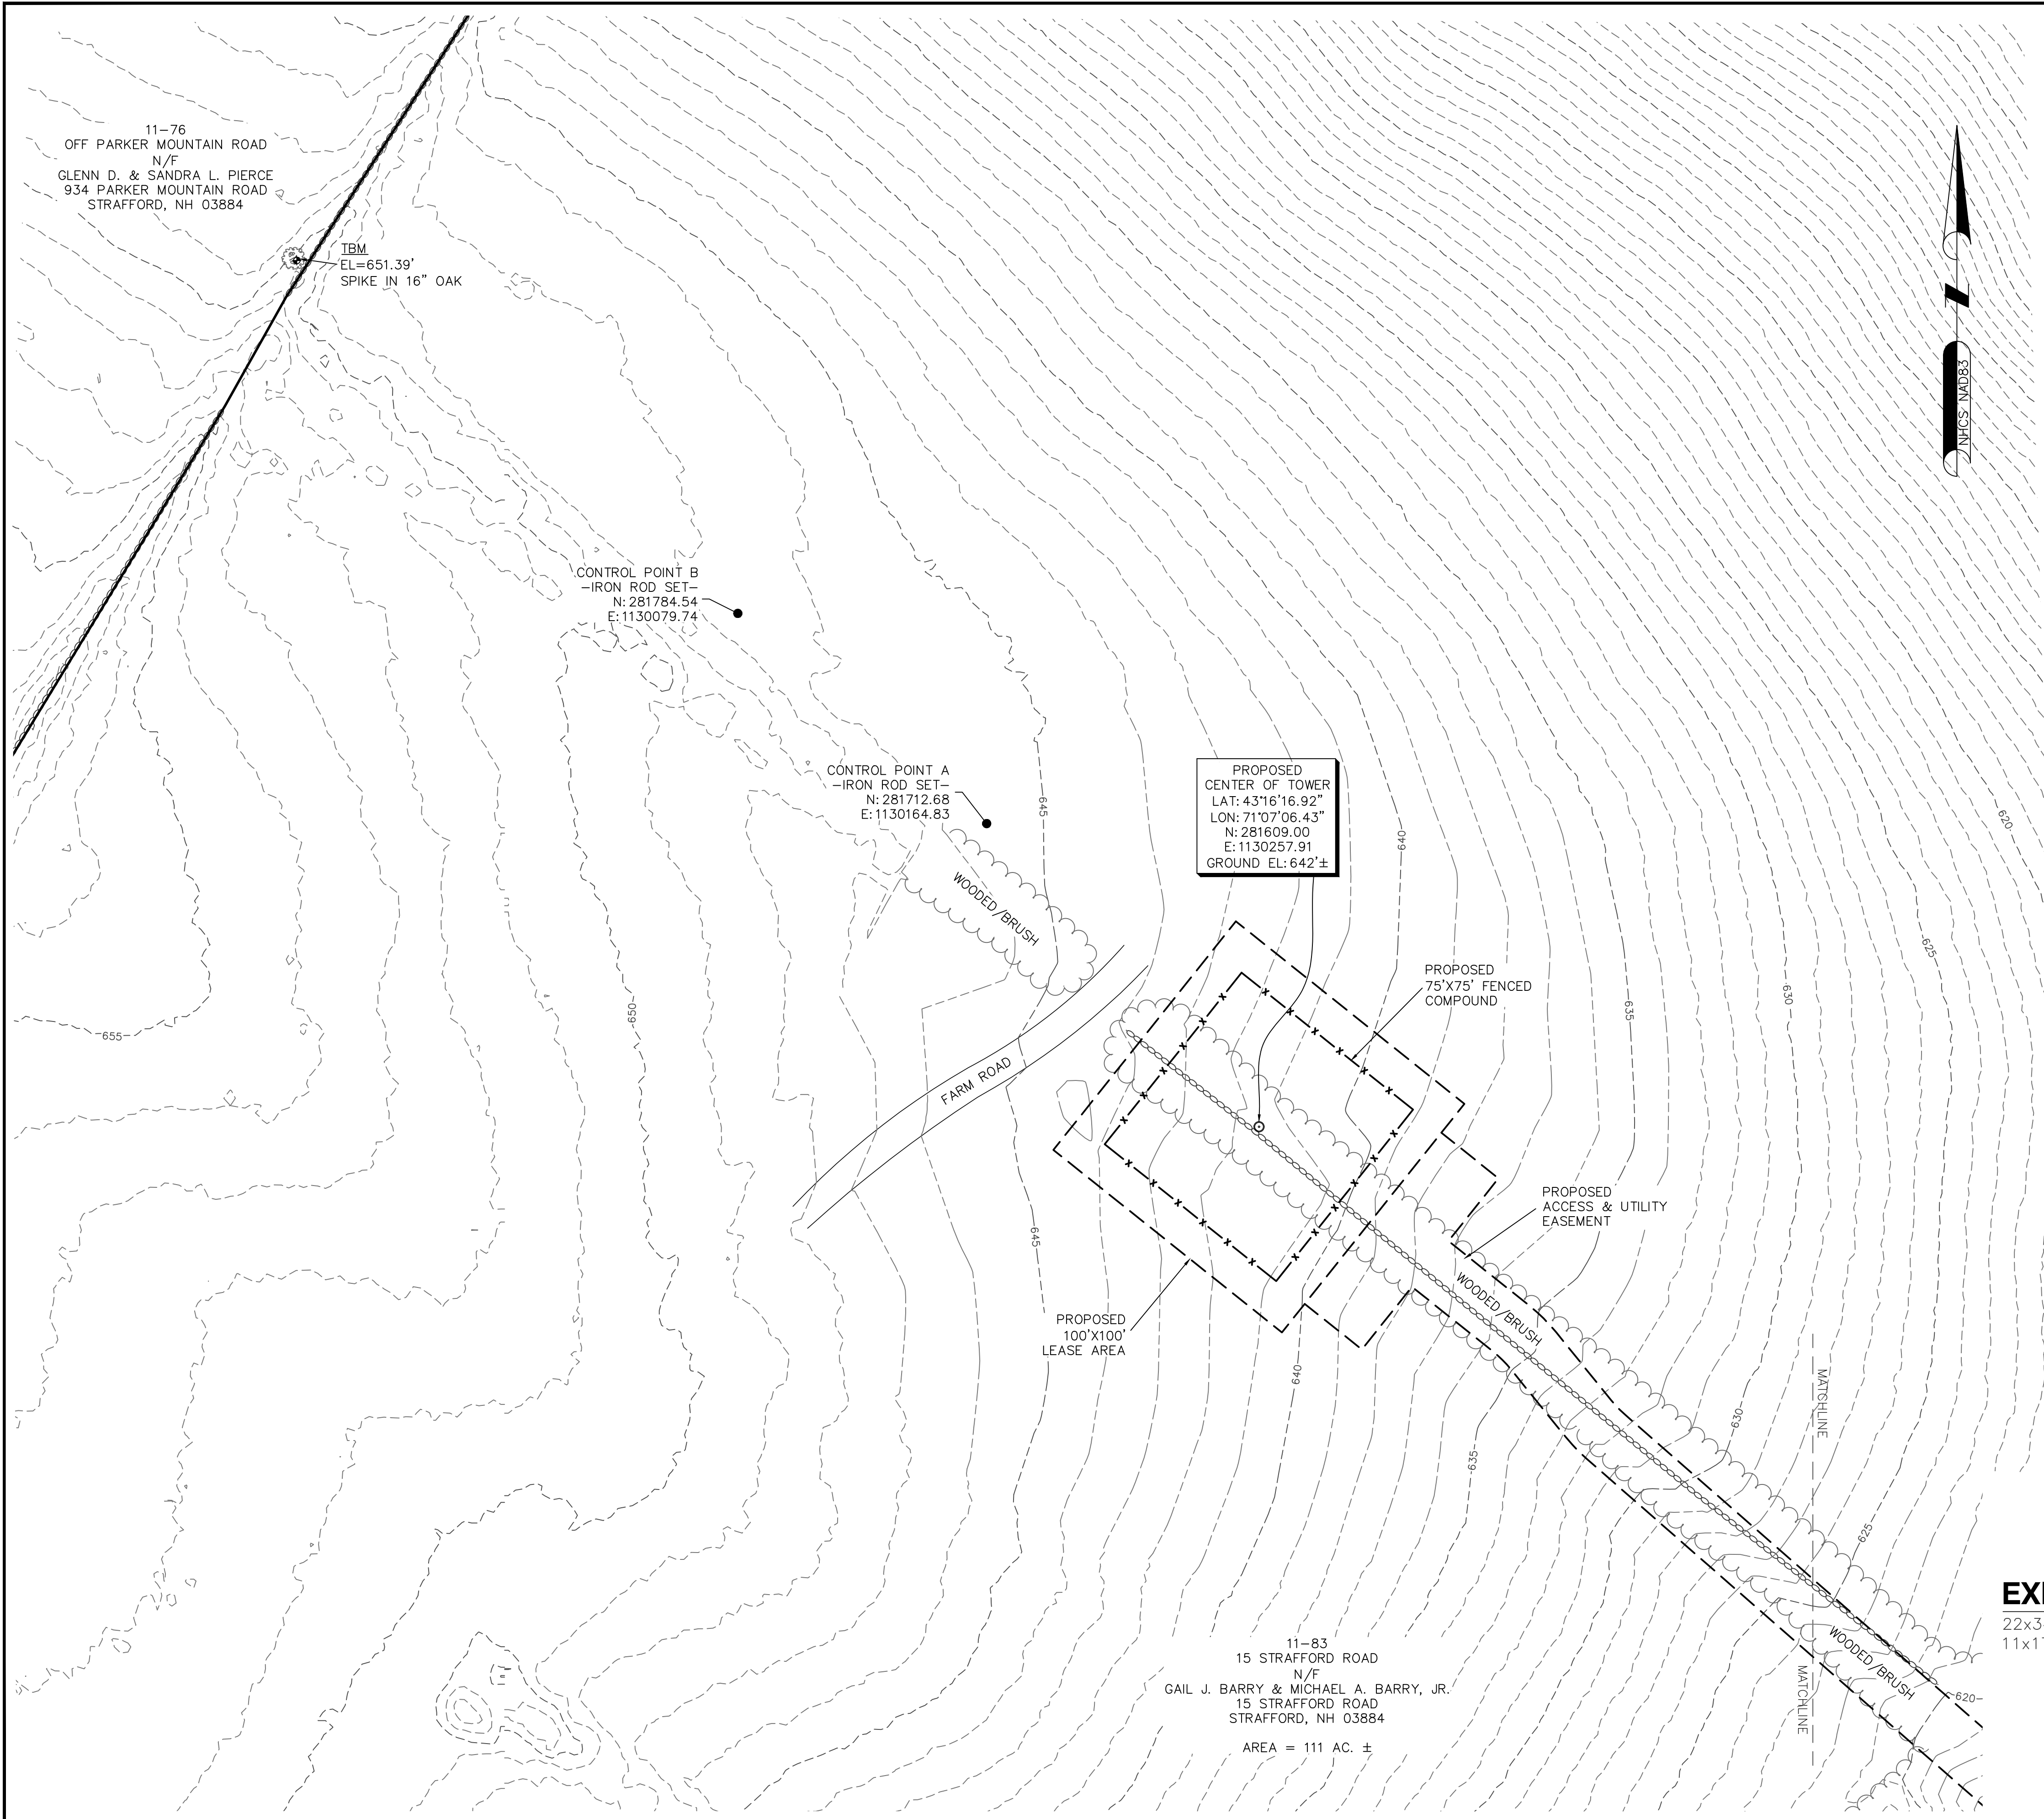 11-76
OFF PARKER MOUNTAIN ROAD
N/F
GLENN D. & SANDRA L. PIERCE
934 PARKER MOUNTAIN ROAD
STRAFFORD, NH 03884
TBM
EL=651.39'
SPIKE IN 16" OAK
NHCS NAD83
CONTROL POINT B
-IRON ROD SET-
N: 281784.54
E: 1130079.74
CONTROL POINT A
-IRON ROD SET-
N: 281712.68
E: 1130164.83
PROPOSED
CENTER OF TOWER
LAT: 43°16'16.92"
LON: 71°07'06.43"
N: 281609.00
E: 1130257.91
GROUND EL: 642'±
645
640
620
WOODED/BRUSH
625
630
635
PROPOSED
75'X75' FENCED
COMPOUND
650
655
FARM ROAD
PROPOSED
ACCESS & UTILITY
EASEMENT
645
WOODED/BRUSH
PROPOSED
100'X100'
LEASE AREA
640
MATCHLINE
630
635
625
EX
22x3
11x1
11-83
15 STRAFFORD ROAD
N/F
GAIL J. BARRY & MICHAEL A. BARRY, JR.
15 STRAFFORD ROAD
STRAFFORD, NH 03884
AREA = 111 AC. ±
WOODED/BRUSH
MATCHLINE
620